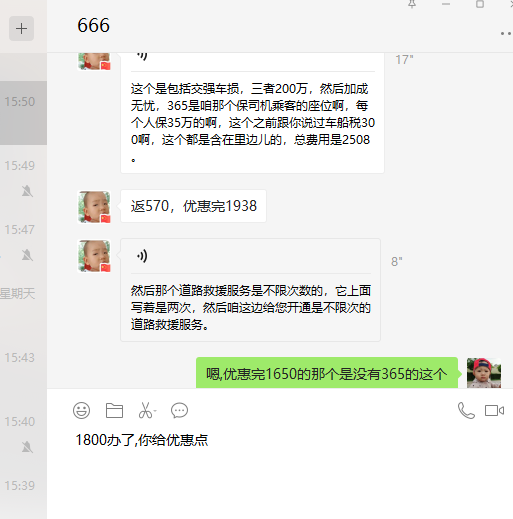 666
15:50
17"
这个是包括交强车损，三者200万，然后加成
无忧，365是咱那个保司机乘客的座位啊，每
个人保35万的啊，这个之前跟你说过车船税30
0啊，这个都是含在里边儿的，总费用是2508
。
15:49
返570，优惠完1938
15:47
8"
然后那个道路救援服务是不限次数的，它上面
写着是两次，然后咱这边给您开通是不限次的
道路救援服务。
星期天
15:43
嗯,优惠完1650的那个是没有365的这个
15:40
1800办了,你给优惠点
15:39